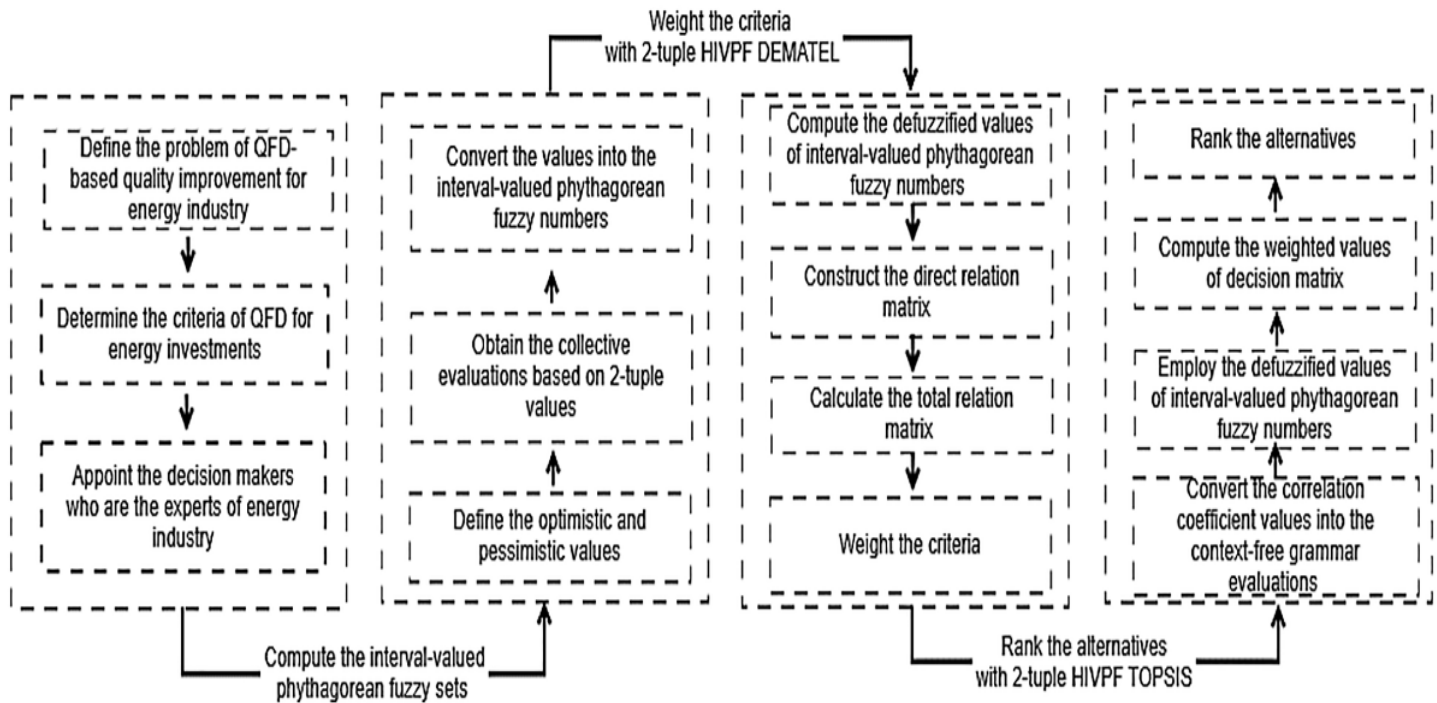 Define the problem of QFD-
based quality improvement for
energy industry
Determine the criteria of QFD for
energy investments
Appoint the decision makers
who are the experts of energy
industry
Compute the interval-valued
phythagorean fuzzy sets
Define the optimistic and
pessimistic values
Obtain the collective
evaluations based on 2-tuple
values
Convert the values into the
interval-valued phythagorean
fuzzy numbers
Weight the criteria
with 2-tuple HIVPF DEMATEL
Compute the defuzzified values
of interval-valued phythagorean
fuzzy numbers
Construct the direct relation
matrix
Calculate the total relation
matrix
Weight the criteria
Rank the alternatives
with 2-tuple HIVPF TOPSIS
Convert the correlation
coefficient values into the
context-free grammar
evaluations
Employ the defuzzified values
of interval-valued phythagorean
fuzzy numbers
Compute the weighted values
of decision matrix
Rank the alternatives